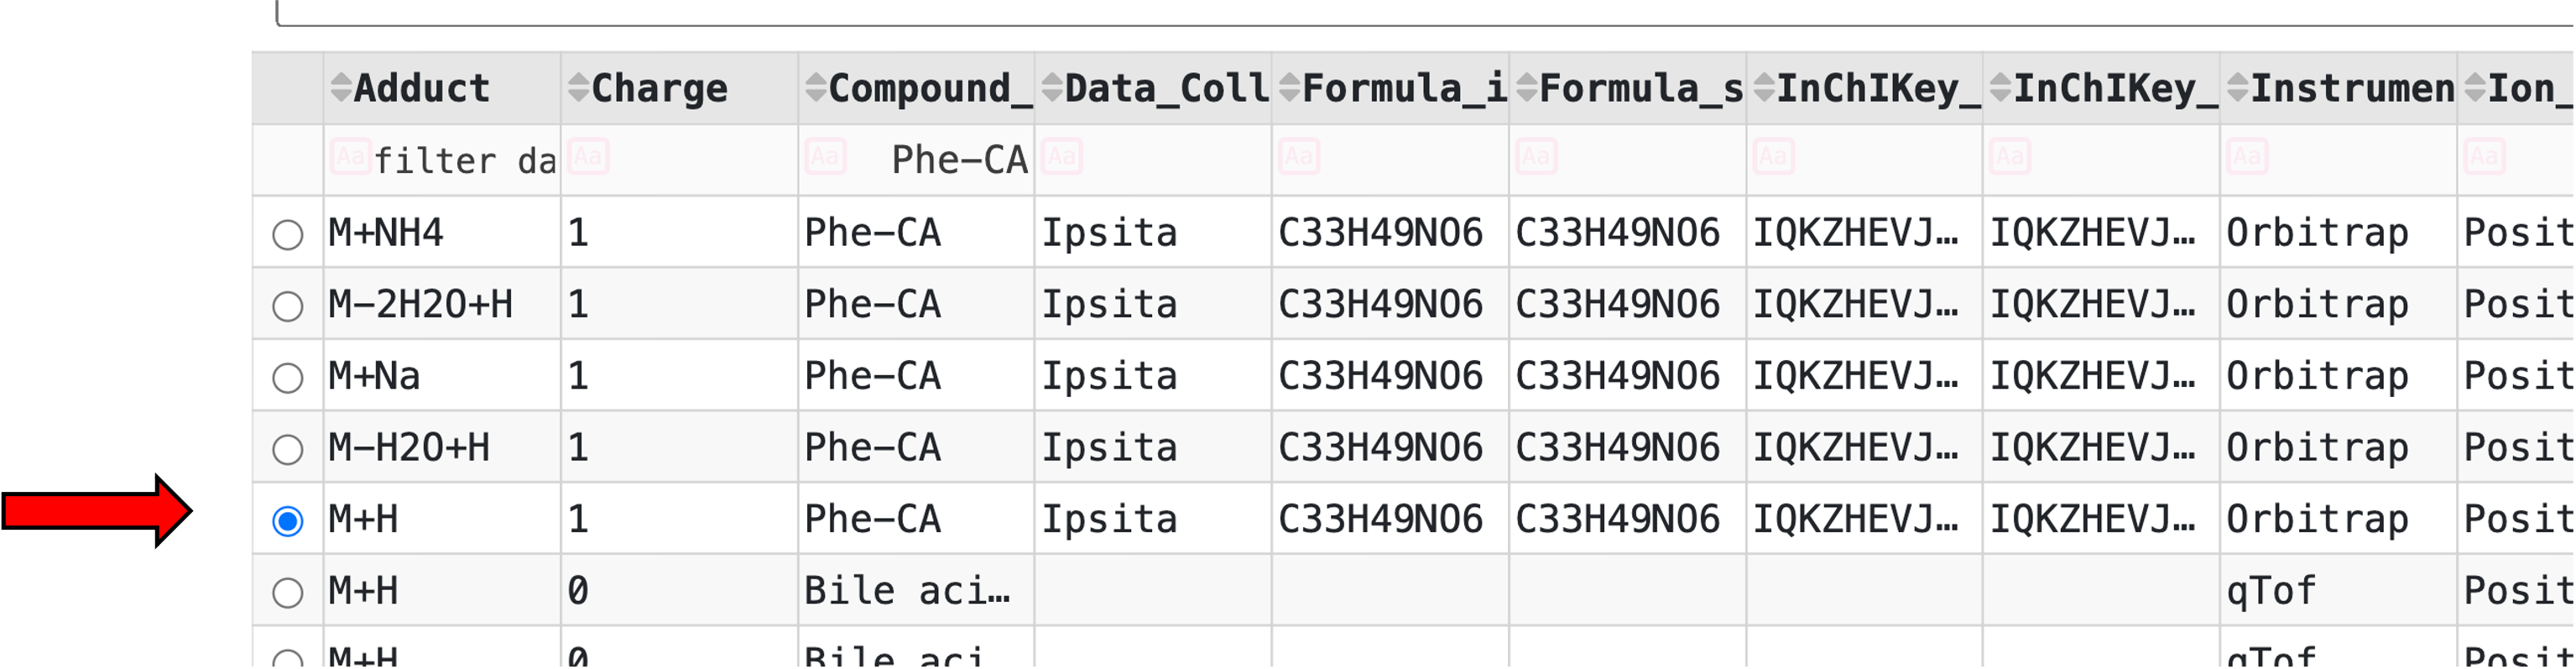 Adduct Charge Compound_ Data_Coll Formula_i Formula_s InChIKey_ InChIKey_ Instrumen Ion_
Aa filter da Aa Aa Phe-CA Aa Aa Aa Aa Aa Aa Aa
M+NH4 1 Phe-CA Ipsita C33H49NO6 C33H49NO6 IQKZHEVJ… IQKZHEVJ… Orbitrap Posit
M-2H2O+H 1 Phe-CA Ipsita C33H49NO6 C33H49NO6 IQKZHEVJ… IQKZHEVJ… Orbitrap Posit
M+Na 1 Phe-CA Ipsita C33H49NO6 C33H49NO6 IQKZHEVJ… IQKZHEVJ… Orbitrap Posit
M-H2O+H 1 Phe-CA Ipsita C33H49NO6 C33H49NO6 IQKZHEVJ… IQKZHEVJ… Orbitrap Posit
M+H 1 Phe-CA Ipsita C33H49NO6 C33H49NO6 IQKZHEVJ… IQKZHEVJ… Orbitrap Posit
M+H 0 Bile aci… qTof Posit
M+H 0 Bile aci qTof Posit